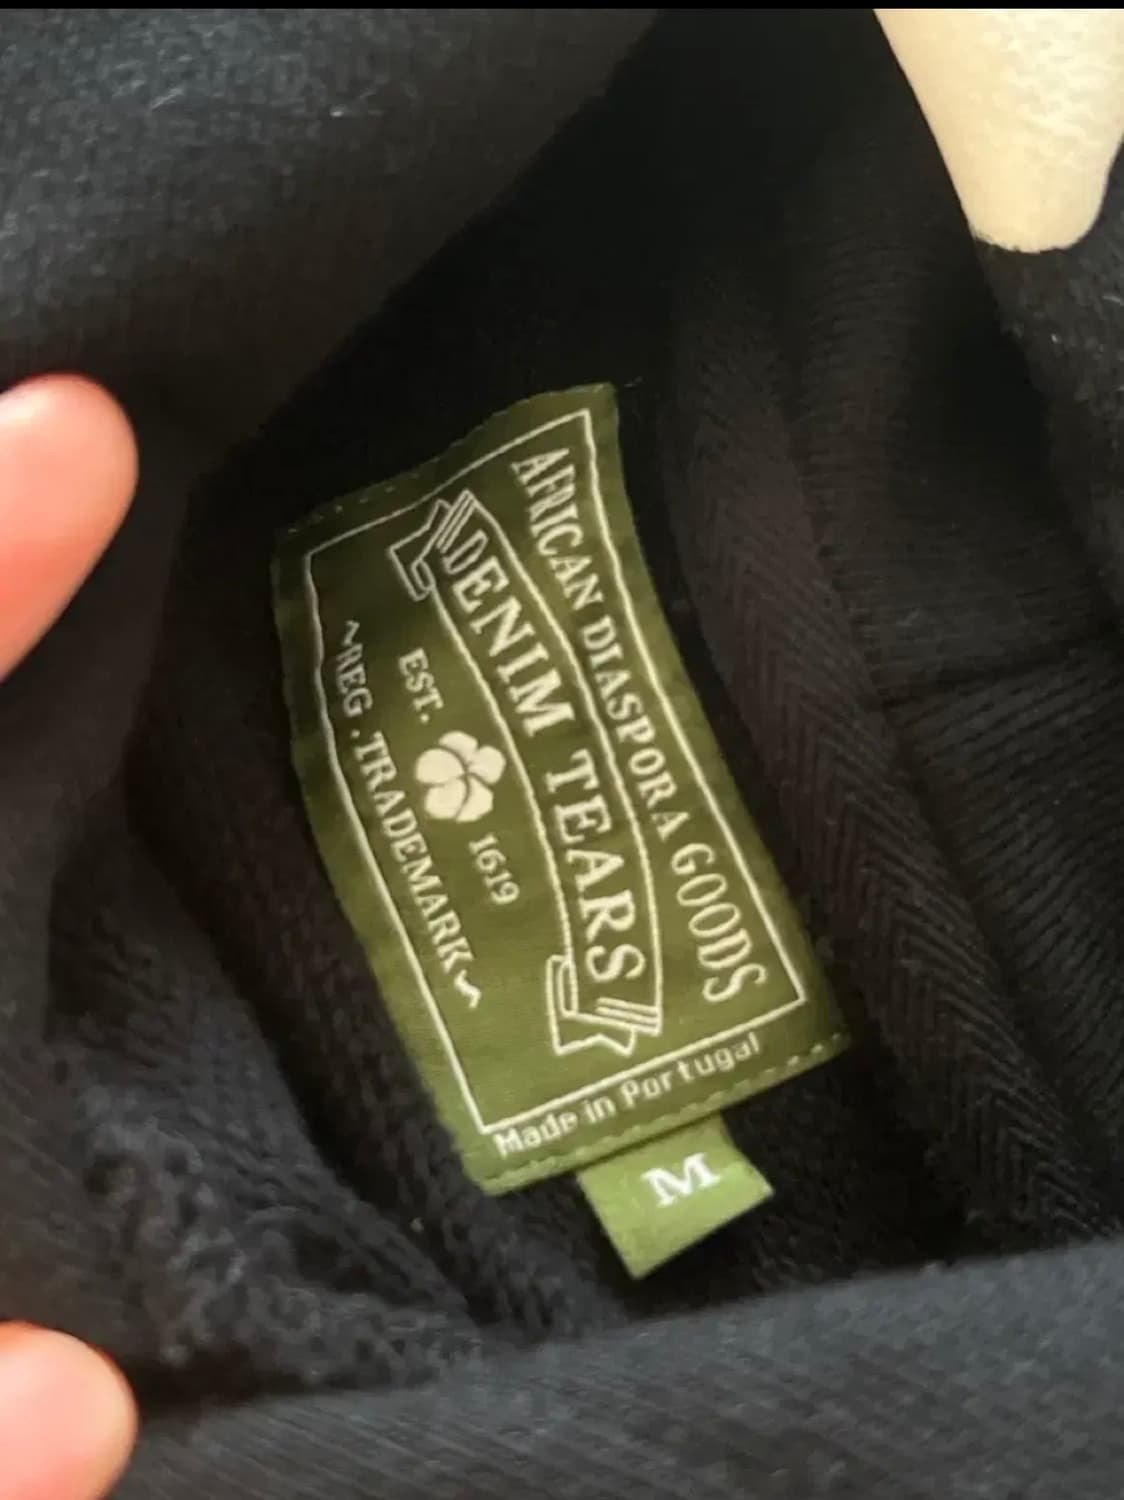 AFRICAN DIASPORA GOODS
DENIM TEARS
EST. 1619
~REG. TRADEMARK~
Made in Portugal
M